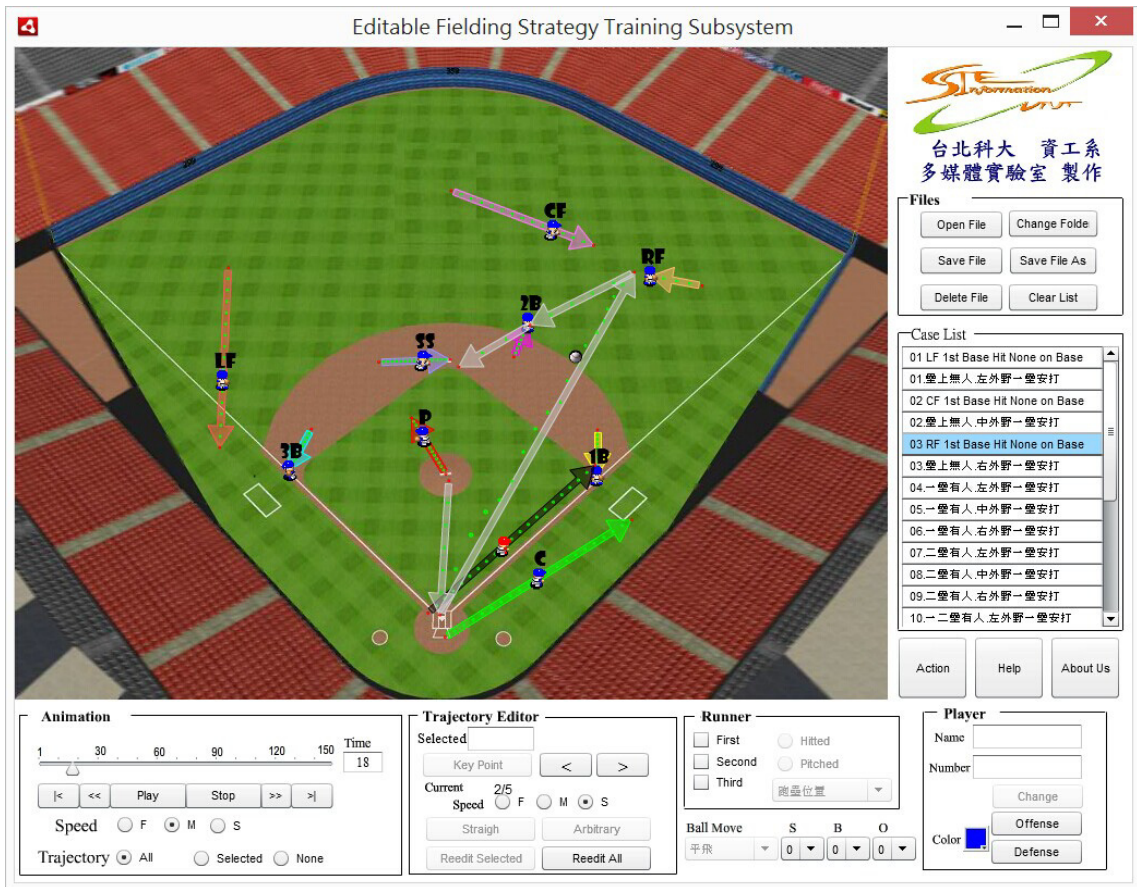 Editable Fielding Strategy Training Subsystem
CF
RF
2B
SS
LF
P
3B
1B
C
Information
台北科大 資工系
多媒體實驗室 製作
Files
Open File
Change Folde
Save File
Save File As
Delete File
Clear List
Case List
01 LF 1st Base Hit None on Base
01.壘上無人.左外野一壘安打
02 CF 1st Base Hit None on Base
02.壘上無人.中外野一壘安打
03 RF 1st Base Hit None on Base
03.壘上無人.右外野一壘安打
04.一壘有人.左外野一壘安打
05.一壘有人.中外野一壘安打
06.一壘有人.右外野一壘安打
07.二壘有人.左外野一壘安打
08.二壘有人.中外野一壘安打
09.二壘有人.右外野一壘安打
10.一二壘有人.左外野一壘安打
Action
Help
About Us
Animation
1 30 60 90 120 150
Time
18
|< << Play Stop >> >|
Speed F M S
Trajectory All Selected None
Trajectory Editor
Selected
Key Point < >
Current 2/5
Speed F M S
Straigh Arbitrary
Reedit Selected Reedit All
Runner
First Hitted
Second Pitched
Third 跑壘位置
Ball Move S B O
平飛 0 0 0
Player
Name
Number
Change
Offense
Color
Defense